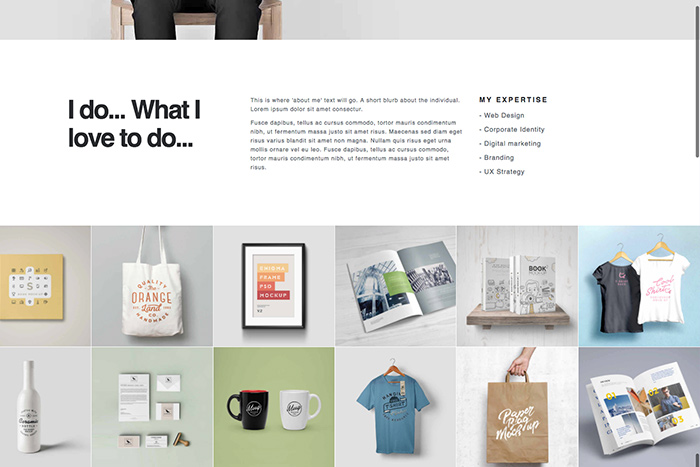 I do... What I
love to do...
This is where 'about me' text will go. A short blurb about the individual.
Lorem ipsum dolor sit amet consectur.
Fusce dapibus, tellus ac cursus commodo, tortor mauris condimentum
nibh, ut fermentum massa justo sit amet risus. Maecenas sed diam eget
risus varius blandit sit amet non magna. Nullam quis risus eget urna
mollis ornare vel eu leo. Fusce dapibus, tellus ac cursus commodo,
tortor mauris condimentum nibh, ut fermentum massa justo sit amet
risus.
MY EXPERTISE
- Web Design
- Corporate Identity
- Digital marketing
- Branding
- UX Strategy
S
QUALITY
The
ORANGE
Land
CO.
HANDMADE
ENIGMA
FRAME
PSD
MOCKUP
V.2
BOOK
Paper
Bag
Mockup